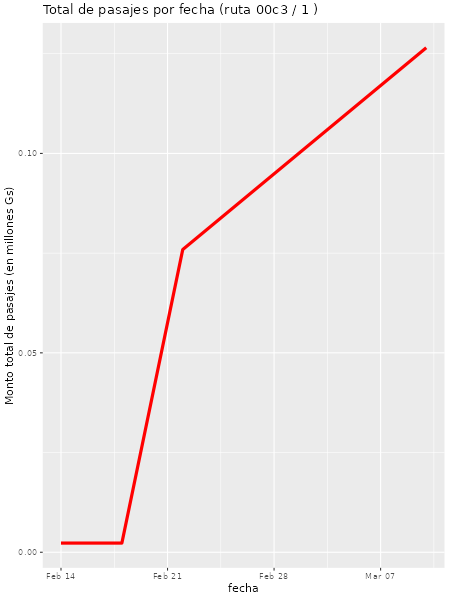 Total de pasajes por fecha (ruta 00c3 / 1 )
Monto total de pasajes (en millones Gs)
0.10
0.05
0.00
Feb 14
Feb 21
Feb 28
Mar 07
fecha